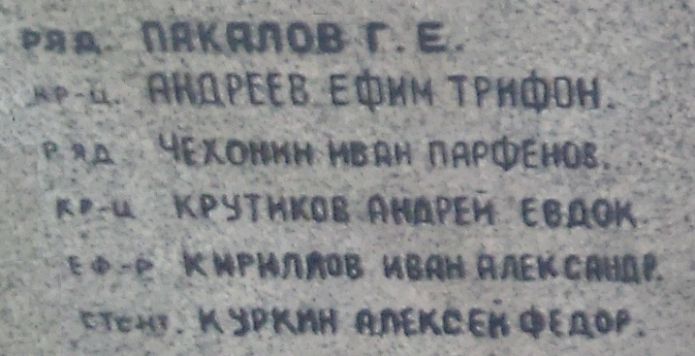 РЯД. ПАКАЛОВ Г. Е.
КР-Ц. АНДРЕЕВ ЕФИМ ТРИФОН.
РЯД ЧЕХОНИН ИВАН ПАРФЕНОВ.
КР-Ц КРУТИКОВ АНДРЕЙ ЕВДОК.
ЕФ-Р КИРИЛЛОВ ИВАН АЛЕКСАНДР.
КУРКИН АЛЕКСЕЙ ФЕДОР.